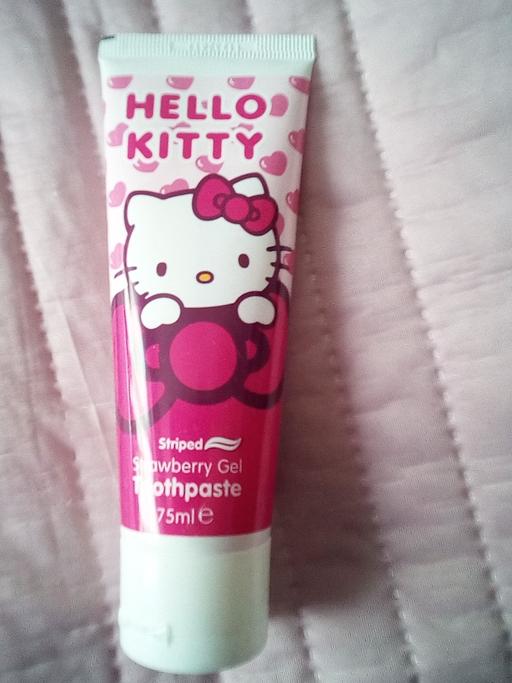 HELLO
KITTY
Striped
Strawberry Gel
Toothpaste
75ml e